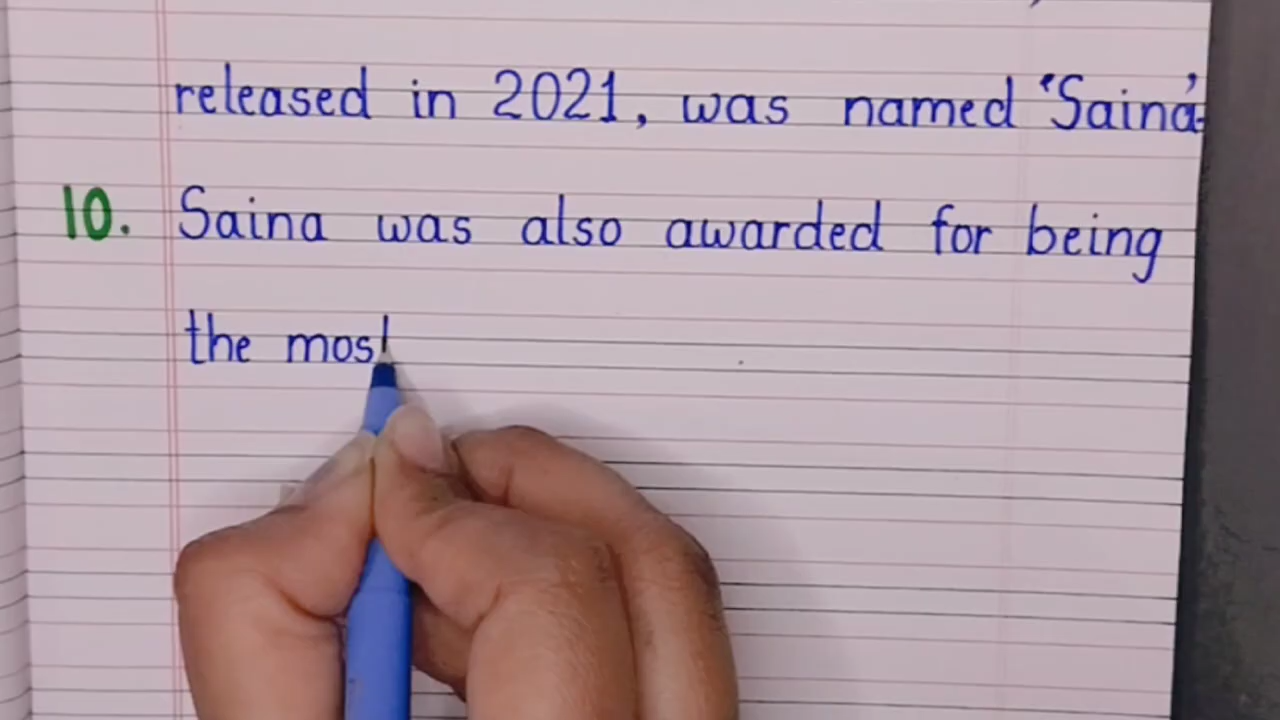 released in 2021, was named 'Saina'.
10. Saina was also awarded for being
the most